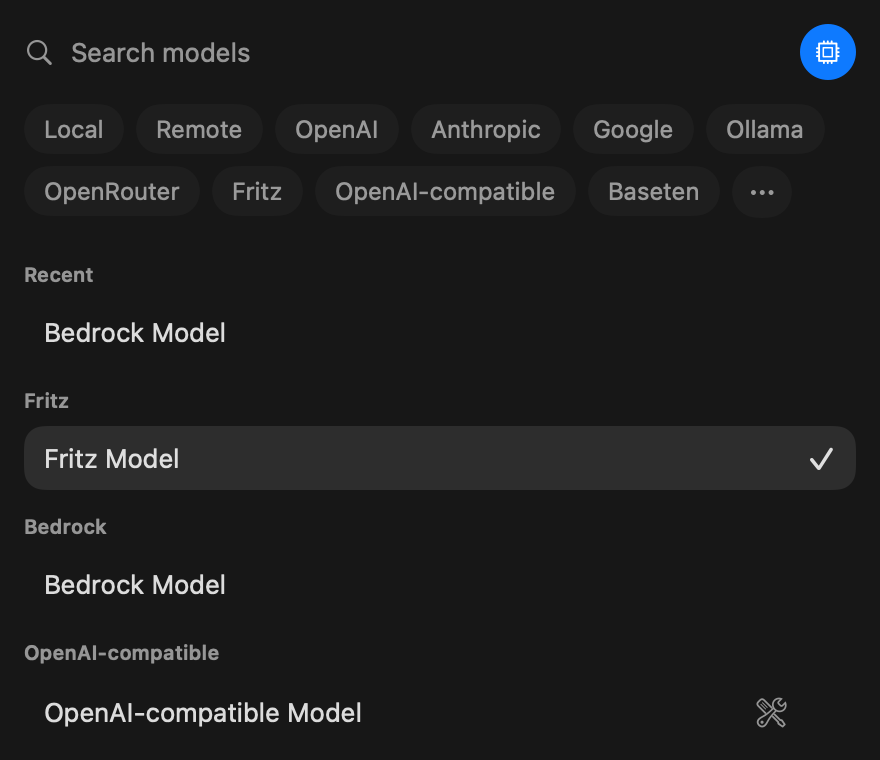 Search models
Local Remote OpenAI Anthropic Google Ollama
OpenRouter Fritz OpenAI-compatible Baseten ...
Recent
Bedrock Model
Fritz
Fritz Model
Bedrock
Bedrock Model
OpenAI-compatible
OpenAI-compatible Model